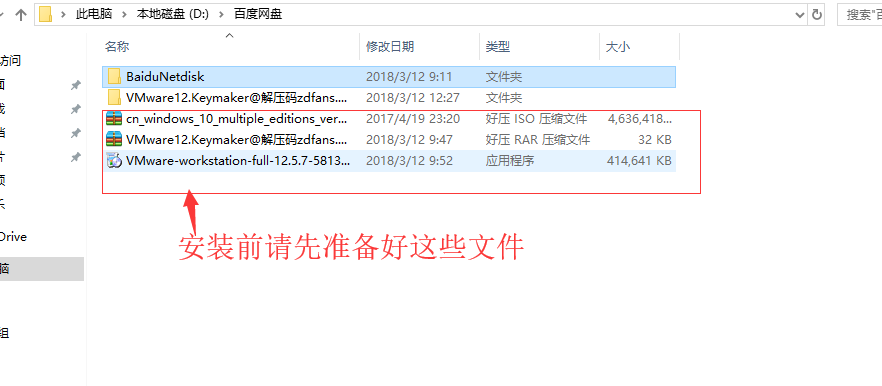 此电脑 本地磁盘 (D:) 百度网盘 搜索"百
名称 修改日期 类型 大小
访问
BaiduNetdisk 2018/3/12 9:11 文件夹
VMware12.Keymaker@解压码zdfans.... 2018/3/12 12:27 文件夹
cn_windows_10_multiple_editions_ver... 2017/4/19 23:20 好压 ISO 压缩文件 4,636,418...
VMware12.Keymaker@解压码zdfans.... 2018/3/12 9:47 好压 RAR 压缩文件 32 KB
VMware-workstation-full-12.5.7-5813... 2018/3/12 9:52 应用程序 414,641 KB
Drive
安装前请先准备好这些文件
脑
组